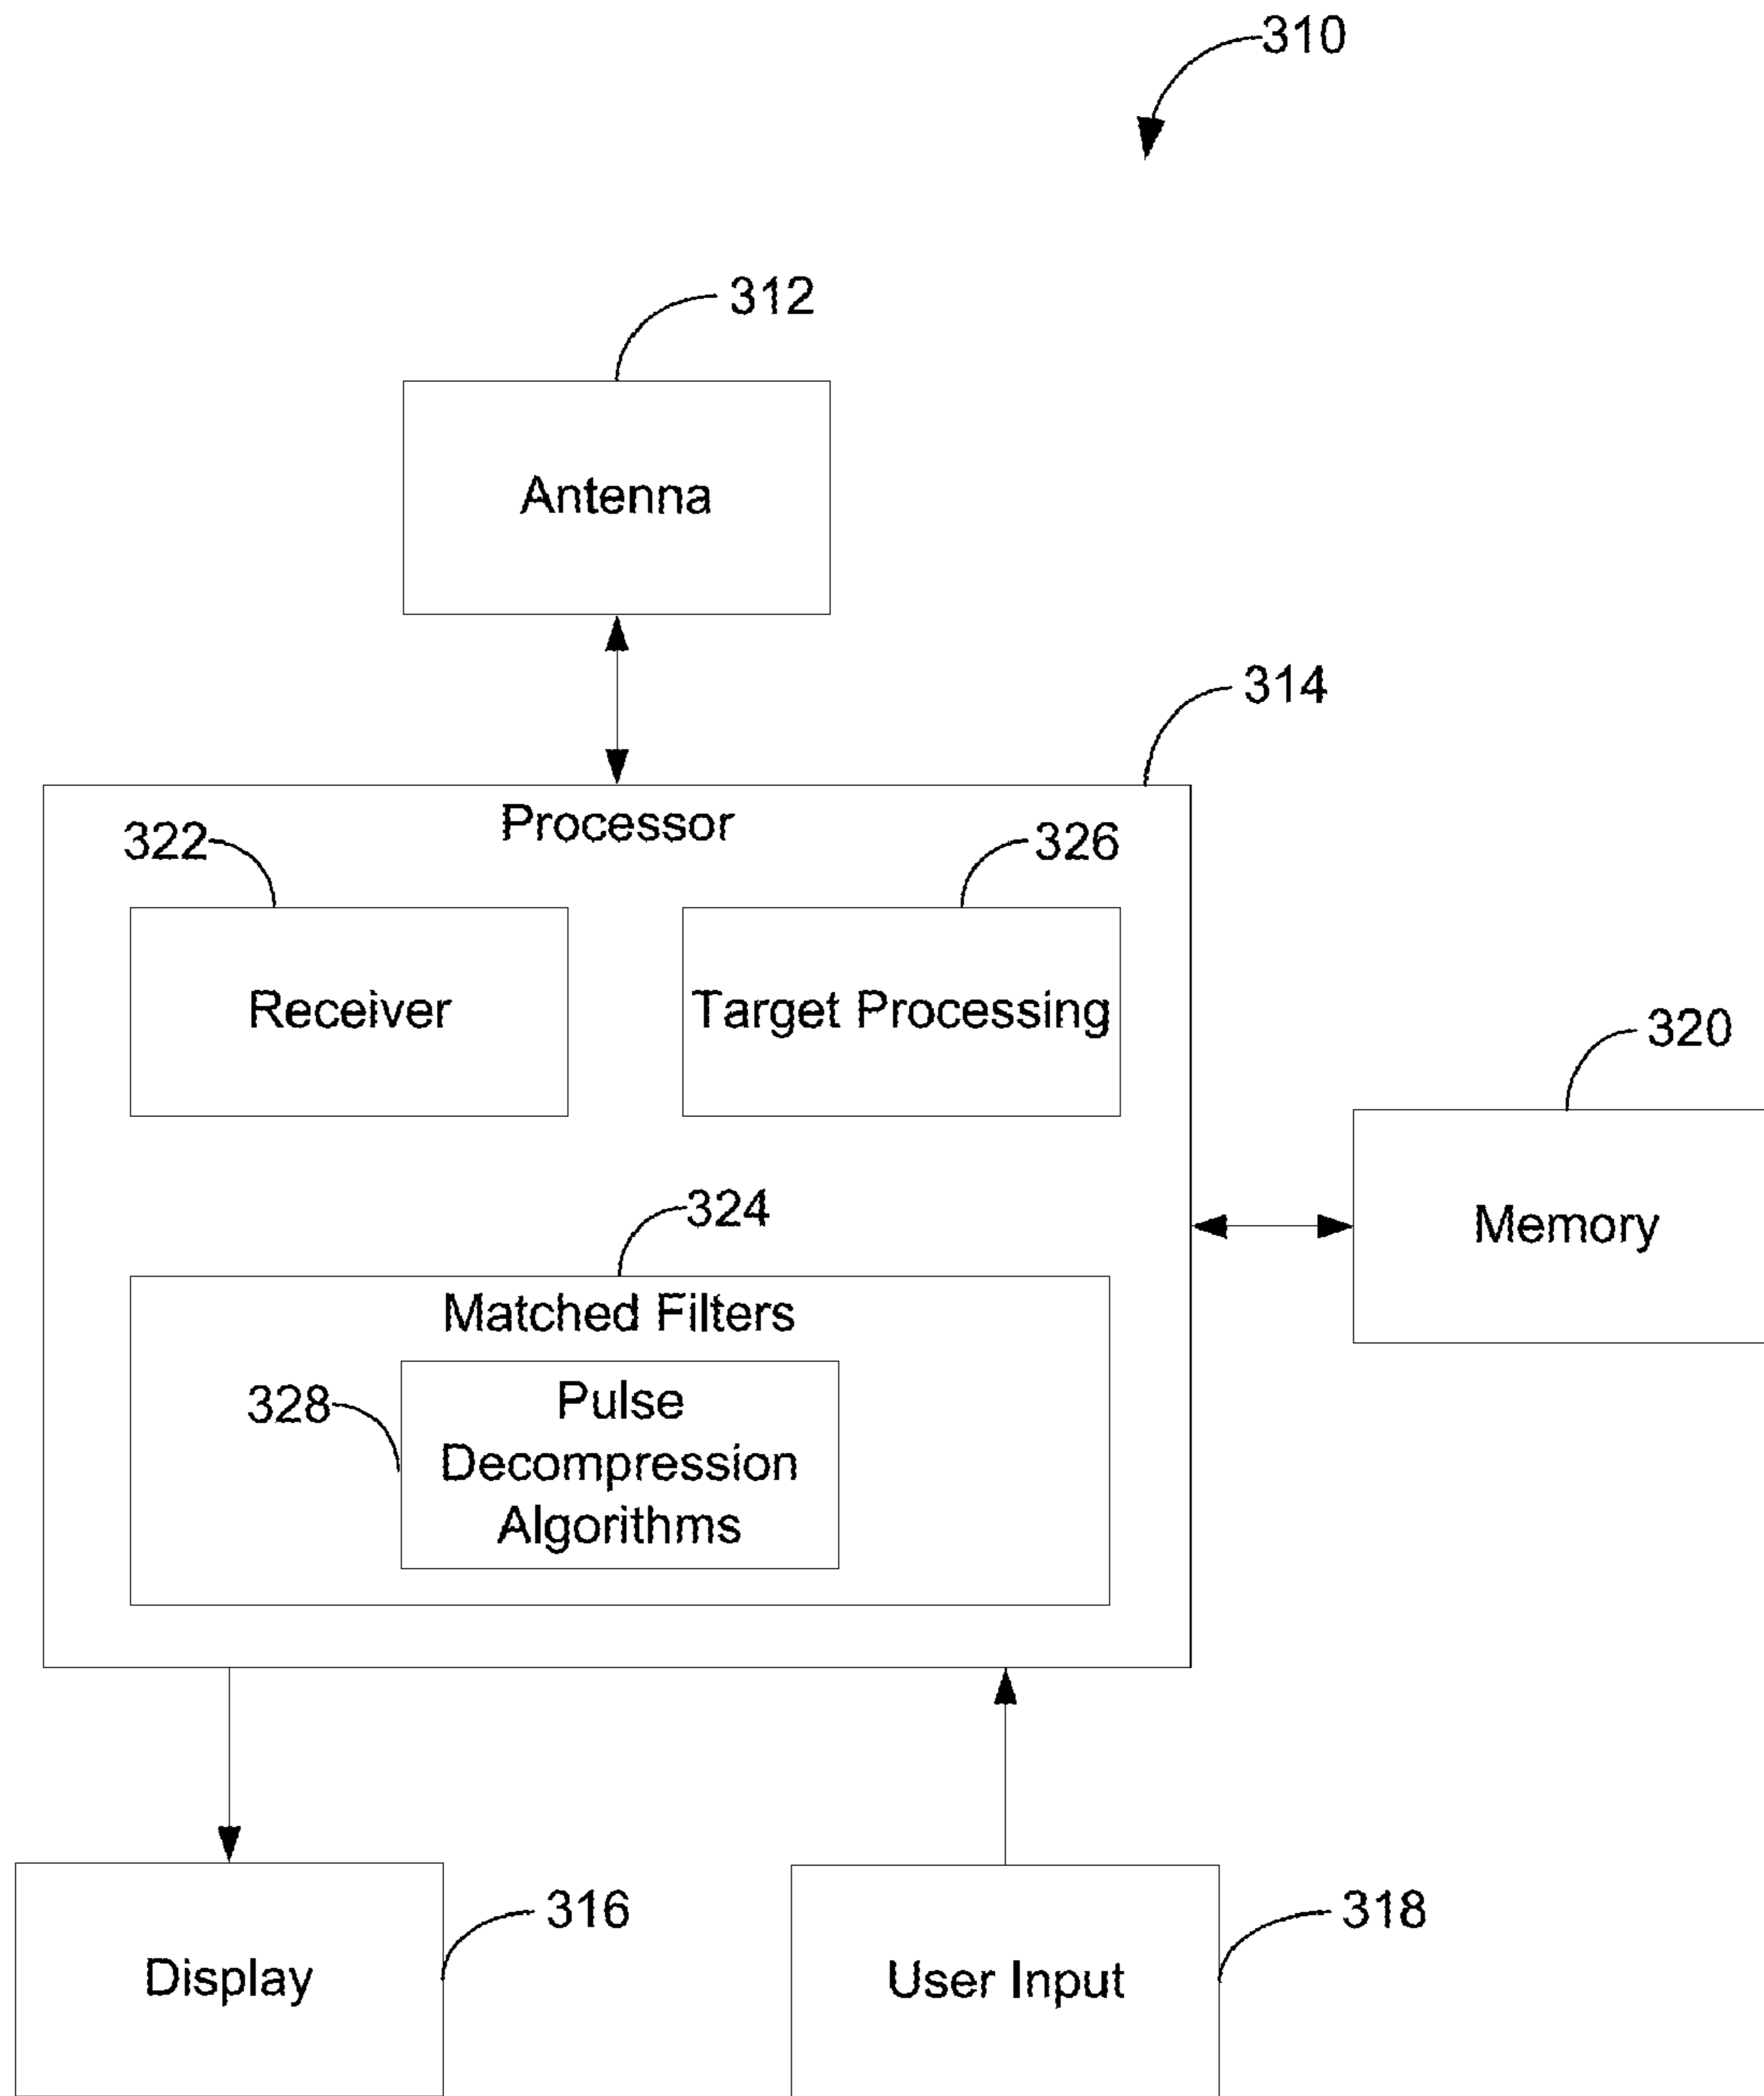 310
312
Antenna
314
Processor
322
326
Receiver
Target Processing
320
Memory
324
Matched Filters
328
Pulse
Decompression
Algorithms
316
318
Display
User Input